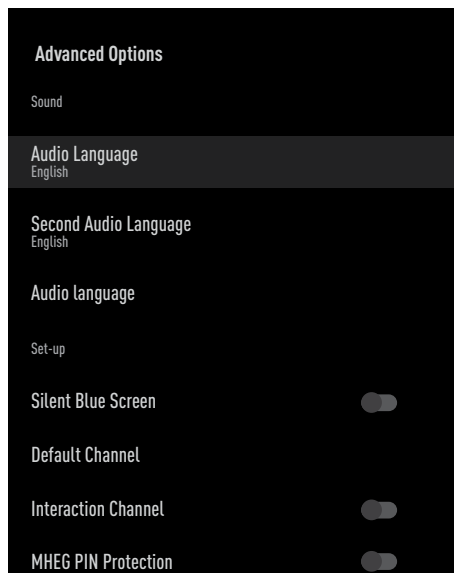 Advanced Options
Sound
Audio Language
English
Second Audio Language
English
Audio language
Set-up
Silent Blue Screen
Default Channel
Interaction Channel
MHEG PIN Protection